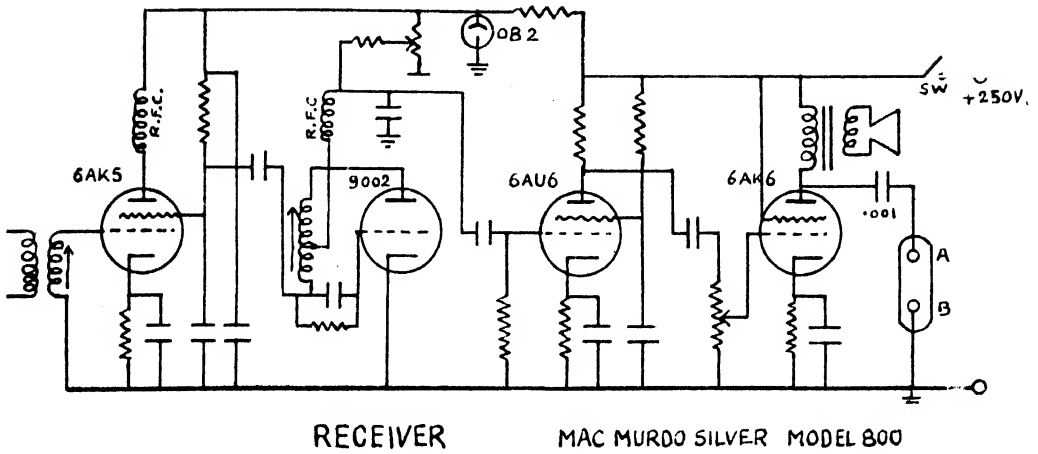 OB2
R.F.C.
R.F.C
SW
+250V.
6AK5
9002
6AU6
6AK6
.001
A
B
RECEIVER
MAC MURDO SILVER MODEL 800